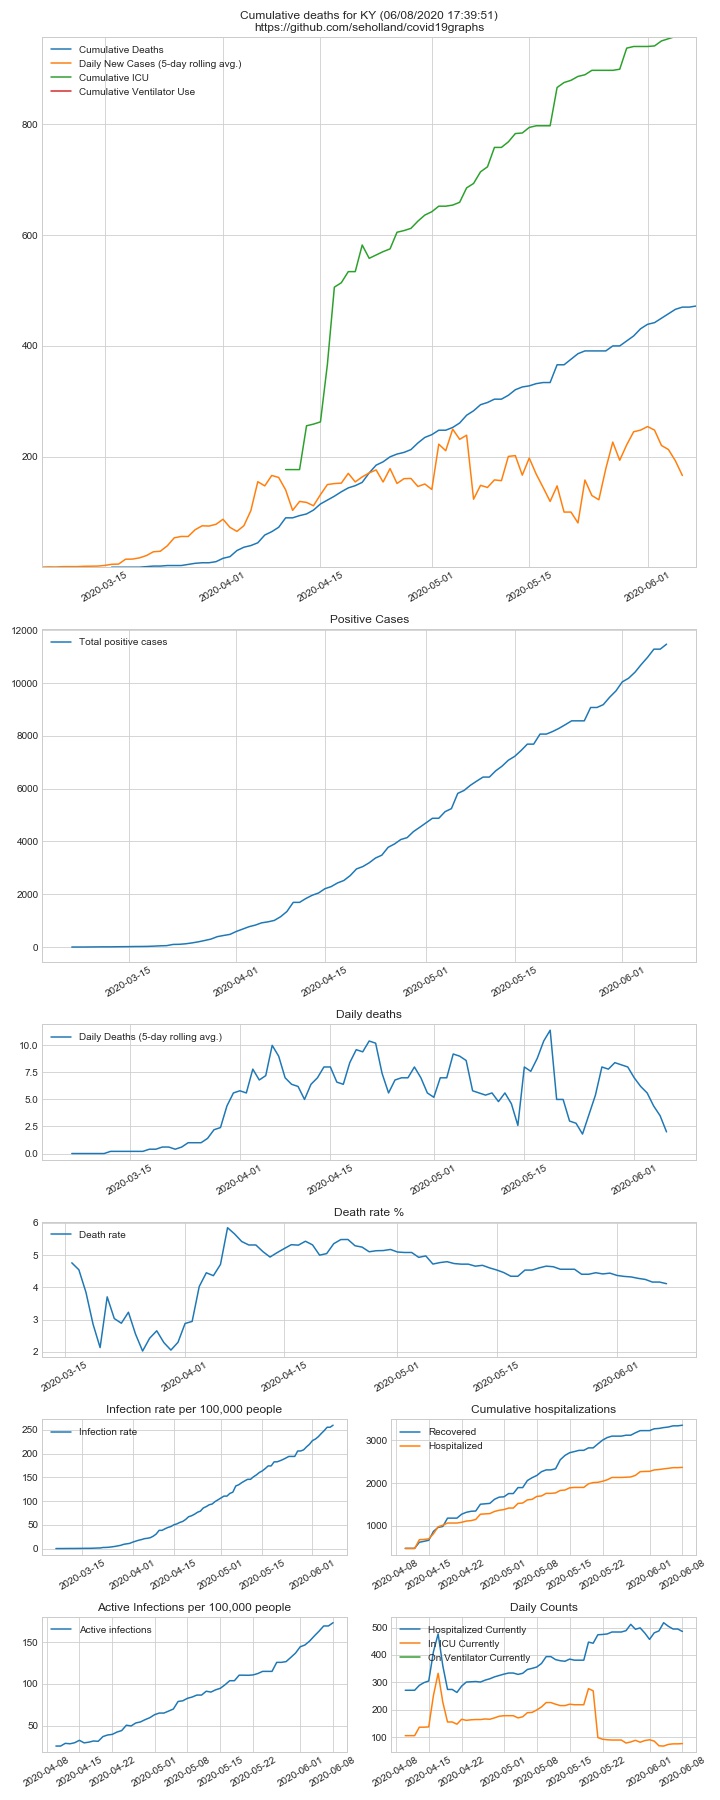 Cumulative deaths for KY (06/08/2020 17:39:51)
https://github.com/seholland/covid19graphs
Cumulative Deaths
Daily New Cases (5-day rolling avg.)
Cumulative ICU
Cumulative Ventilator Use
800
600
400
200
2020-03-15 2020-04-01 2020-04-15 2020-05-01 2020-05-15 2020-06-01
Positive Cases
Total positive cases
12000
10000
8000
6000
4000
2000
0
2020-03-15 2020-04-01 2020-04-15 2020-05-01 2020-05-15 2020-06-01
Daily deaths
Daily Deaths (5-day rolling avg.)
10.0
7.5
5.0
2.5
0.0
2020-03-15 2020-04-01 2020-04-15 2020-05-01 2020-05-15 2020-06-01
Death rate %
Death rate
6
5
4
3
2
2020-03-15 2020-04-01 2020-04-15 2020-05-01 2020-05-15 2020-06-01
Infection rate per 100,000 people
Infection rate
250
200
150
100
50
0
2020-03-15 2020-04-01 2020-04-15 2020-05-01 2020-05-15 2020-06-01
Cumulative hospitalizations
Recovered
Hospitalized
3000
2000
1000
2020-04-08 2020-04-15 2020-04-22 2020-05-01 2020-05-08 2020-05-15 2020-05-22 2020-06-01 2020-06-08
Active Infections per 100,000 people
Active infections
150
100
50
2020-04-08 2020-04-15 2020-04-22 2020-05-01 2020-05-08 2020-05-15 2020-05-22 2020-06-01 2020-06-08
Daily Counts
Hospitalized Currently
In ICU Currently
On Ventilator Currently
500
400
300
200
100
2020-04-08 2020-04-15 2020-04-22 2020-05-01 2020-05-08 2020-05-15 2020-05-22 2020-06-01 2020-06-08